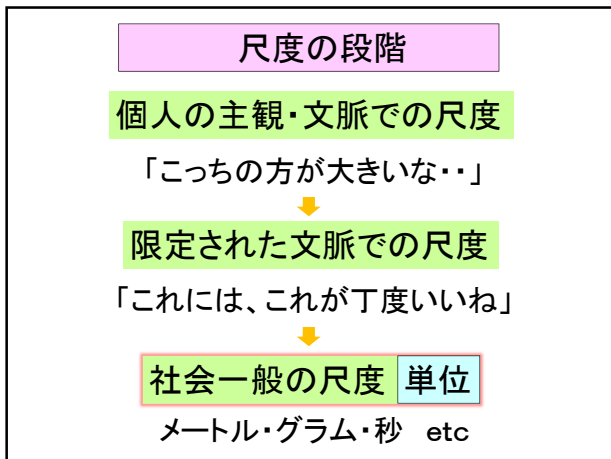 尺度の段階
個人の主観・文脈での尺度
「こっちの方が大きいな・・」
限定された文脈での尺度
「これには、これが丁度いいね」
社会一般の尺度 単位
メートル・グラム・秒　etc